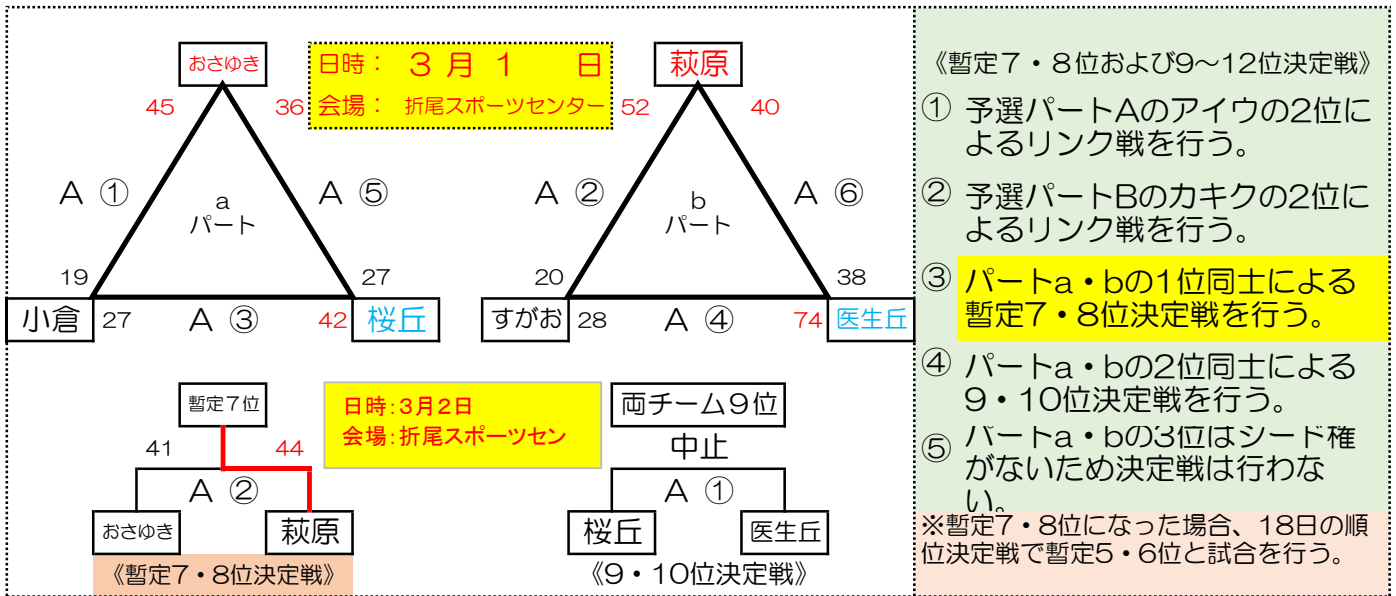 おさゆき
日時： 3 月 1 日
会場： 折尾スポーツセンター
萩原
45
36
52
40
A ①
a
パート
A ⑤
A ②
b
パート
A ⑥
19
27
20
38
小倉
27
A ③
42
桜丘
すがお
28
A ④
74
医生丘
暫定７位
日時：3月2日
会場：折尾スポーツセン
両チーム９位
中止
41
44
A ②
A ①
おさゆき
萩原
桜丘
医生丘
《暫定7・8位決定戦》
《9・10位決定戦》
《暫定7・8位および9～12位決定戦》
① 予選パートAのアイウの2位に
よるリンク戦を行う。
② 予選パートBのカキクの2位に
よるリンク戦を行う。
③ パートa・bの1位同士による
暫定7・8位決定戦を行う。
④ パートa・bの2位同士による
9・10位決定戦を行う。
⑤ パートa・bの3位はシード権
がないため決定戦は行わな
い。
※暫定7・8位になった場合、18日の順
位決定戦で暫定5・6位と試合を行う。